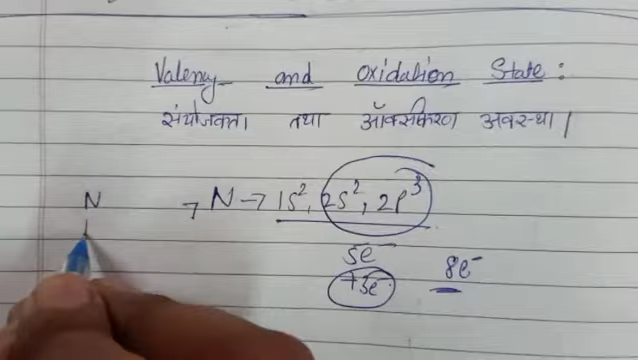 Valency and oxidation State:
संयोजकता तथा ऑक्सीकरण अवस्था |
N ₇N → 1s², 2s², 2p³
5e⁻
+3e⁻ 8e⁻